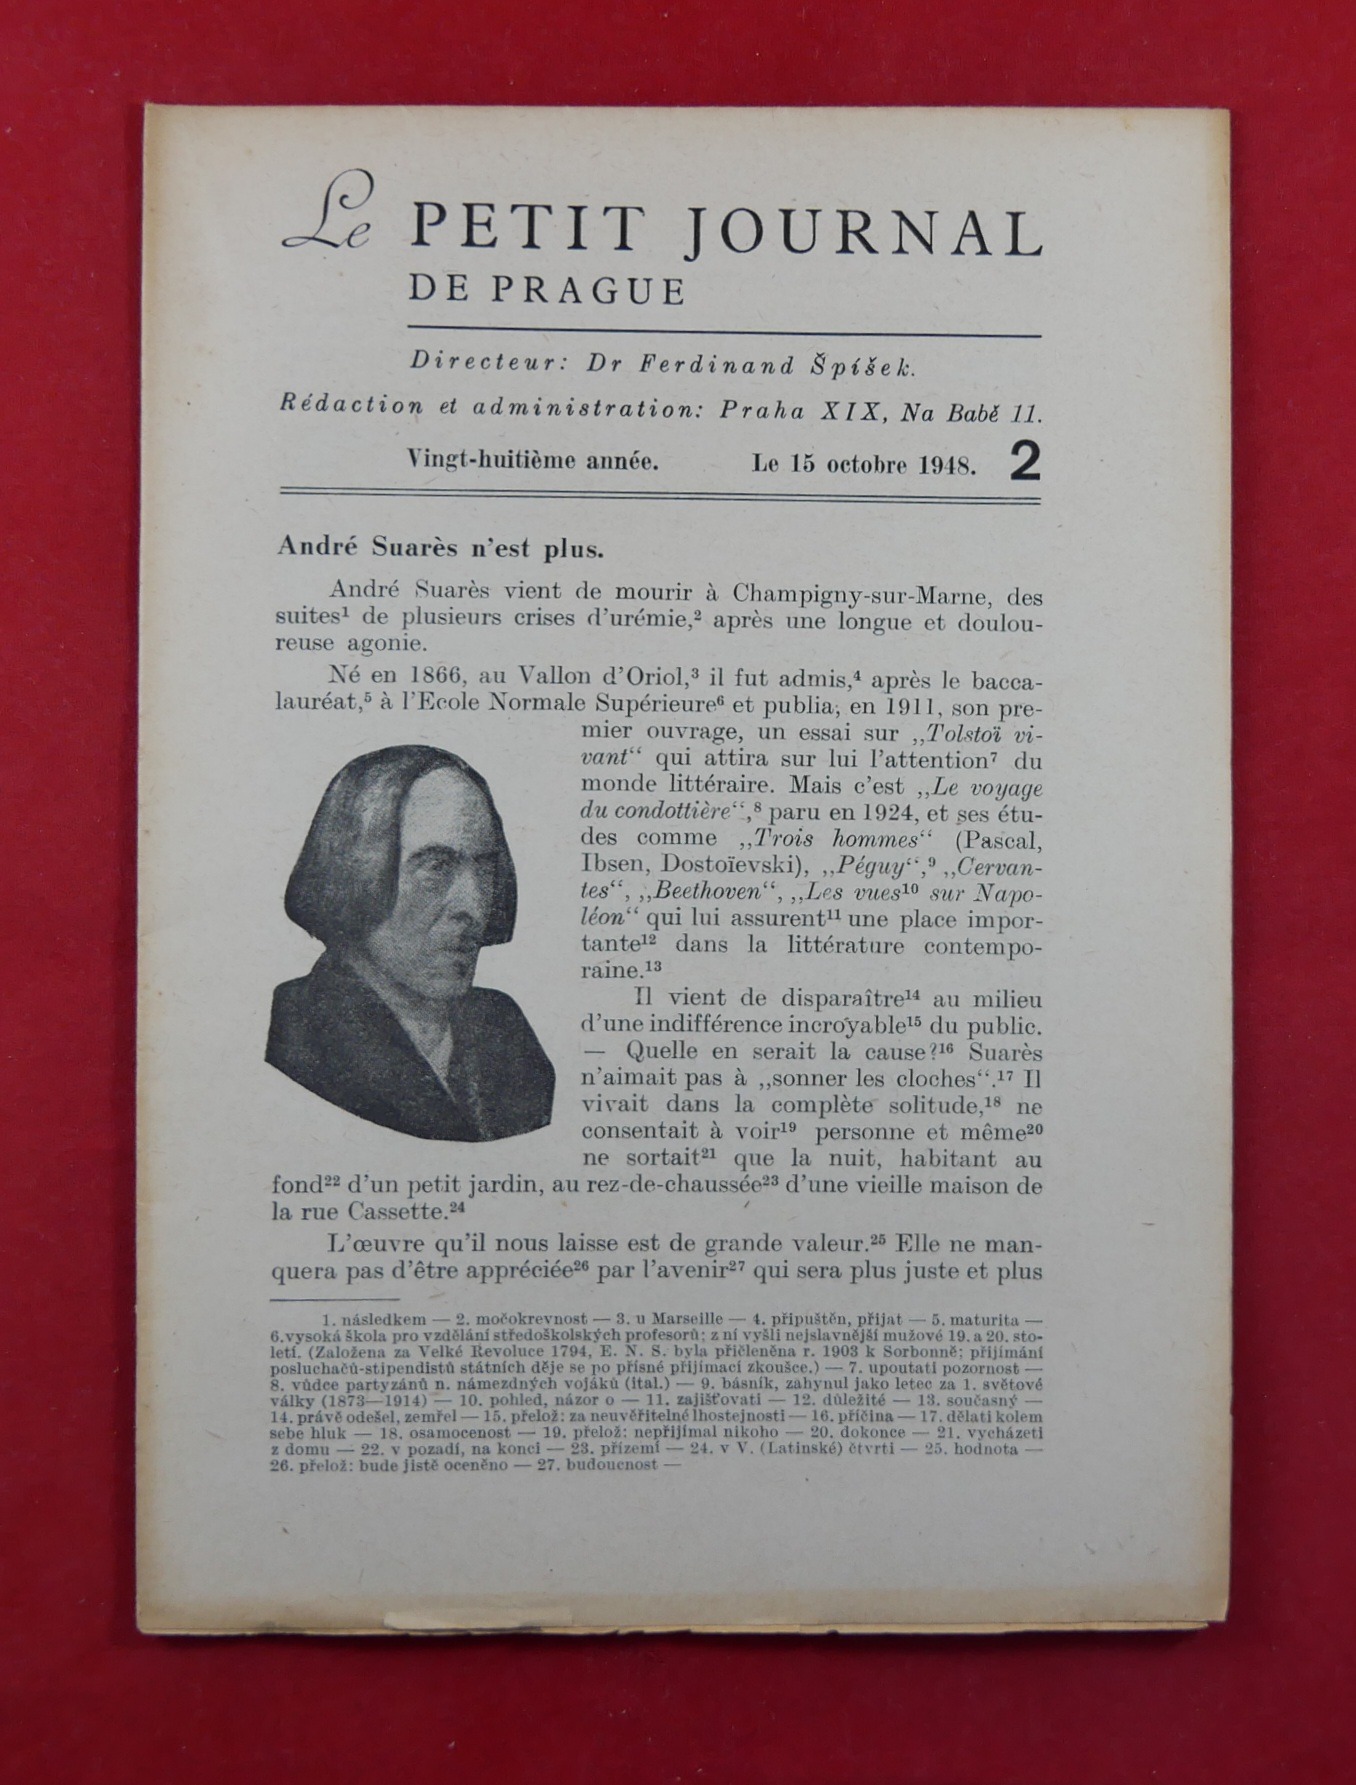 Le PETIT JOURNAL
DE PRAGUE
Directeur: Dr Ferdinand Špíšek.
Rédaction et administration: Praha XIX, Na Babě 11.
Vingt-huitième année. Le 15 octobre 1948. 2
André Suarès n'est plus.
André Suarès vient de mourir à Champigny-sur-Marne, des
suites¹ de plusieurs crises d'urémie,² après une longue et doulou-
reuse agonie.
Né en 1866, au Vallon d'Oriol,³ il fut admis,⁴ après le bacca-
lauréat,⁵ à l'Ecole Normale Supérieure⁶ et publia, en 1911, son pre-
mier ouvrage, un essai sur ,,Tolstoï vi-
vant“ qui attira sur lui l'attention⁷ du
monde littéraire. Mais c'est ,,Le voyage
du condottière“,⁸ paru en 1924, et ses étu-
des comme ,,Trois hommes“ (Pascal,
Ibsen, Dostoïevski), ,,Péguy“,⁹ ,,Cervan-
tes“, ,,Beethoven“, ,,Les vues¹⁰ sur Napo-
léon“ qui lui assurent¹¹ une place impor-
tante¹² dans la littérature contempo-
raine.¹³
Il vient de disparaître¹⁴ au milieu
d'une indifférence incroyable¹⁵ du public.
— Quelle en serait la cause?¹⁶ Suarès
n'aimait pas à ,,sonner les cloches“.¹⁷ Il
vivait dans la complète solitude,¹⁸ ne
consentait à voir¹⁹ personne et même²⁰
ne sortait²¹ que la nuit, habitant au
fond²² d'un petit jardin, au rez-de-chaussée²³ d'une vieille maison de
la rue Cassette.²⁴
L'œuvre qu'il nous laisse est de grande valeur.²⁵ Elle ne man-
quera pas d'être appréciée²⁶ par l'avenir²⁷ qui sera plus juste et plus
1. následkem — 2. močokrevnost — 3. u Marseille — 4. připuštěn, přijat — 5. maturita —
6. vysoká škola pro vzdělání středoškolských profesorů; z ní vyšli nejslavnější mužové 19. a 20. sto-
letí. (Založena za Velké Revoluce 1794, E. N. S. byla přičleněna r. 1903 k Sorbonně; přijímání
posluchačů-stipendistů státních děje se po přísné přijímací zkoušce.) — 7. upoutati pozornost —
8. vůdce partyzánů n. námezdných vojáků (ital.) — 9. básník, zahynul jako letec za 1. světové
války (1873—1914) — 10. pohled, názor o — 11. zajišťovati — 12. důležité — 13. současný —
14. právě odešel, zemřel — 15. přelož: za neuvěřitelné lhostejnosti — 16. příčina — 17. dělati kolem
sebe hluk — 18. osamocenost — 19. přelož: nepřijímal nikoho — 20. dokonce — 21. vycházeti
z domu — 22. v pozadí, na konci — 23. přízemí — 24. v V. (Latinské) čtvrti — 25. hodnota —
26. přelož: bude jistě oceněno — 27. budoucnost —